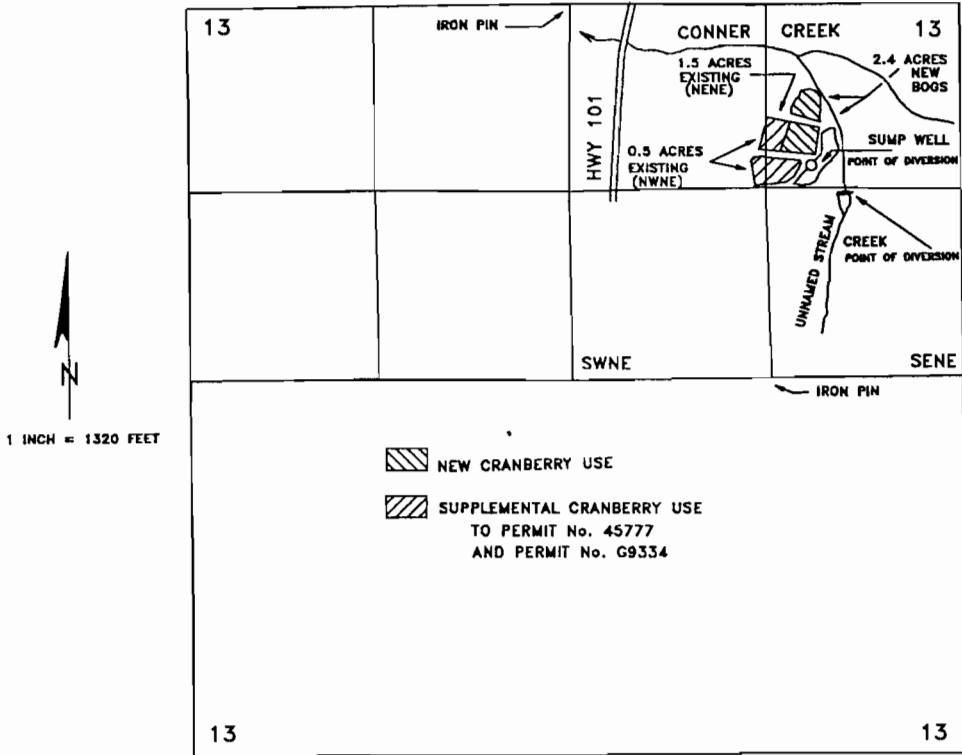 13
IRON PIN
CONNER CREEK
13
1.5 ACRES
EXISTING
(NENE)
2.4 ACRES
NEW
BOGS
HWY 101
SUMP WELL
POINT OF DIVERSION
0.5 ACRES
EXISTING
(NWNE)
UNNAMED STREAM
CREEK
POINT OF DIVERSION
N
SWNE
SENE
IRON PIN
1 INCH = 1320 FEET
NEW CRANBERRY USE
SUPPLEMENTAL CRANBERRY USE
TO PERMIT No. 45777
AND PERMIT No. G9334
13
13